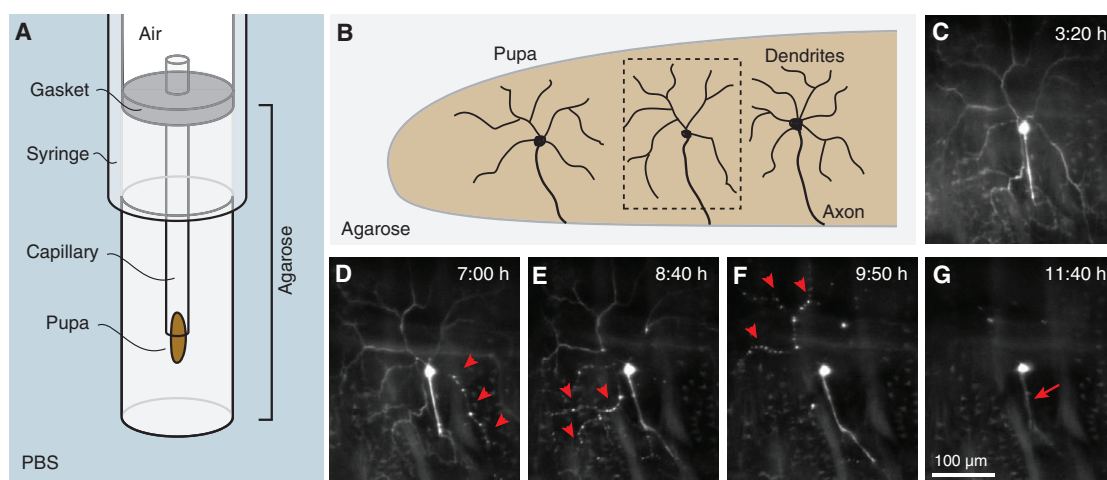 A
Air
Gasket
Syringe
Capillary
Pupa
Agarose
PBS
B
Pupa
Dendrites
Axon
Agarose
C
3:20 h
D
7:00 h
E
8:40 h
F
9:50 h
G
11:40 h
100 µm